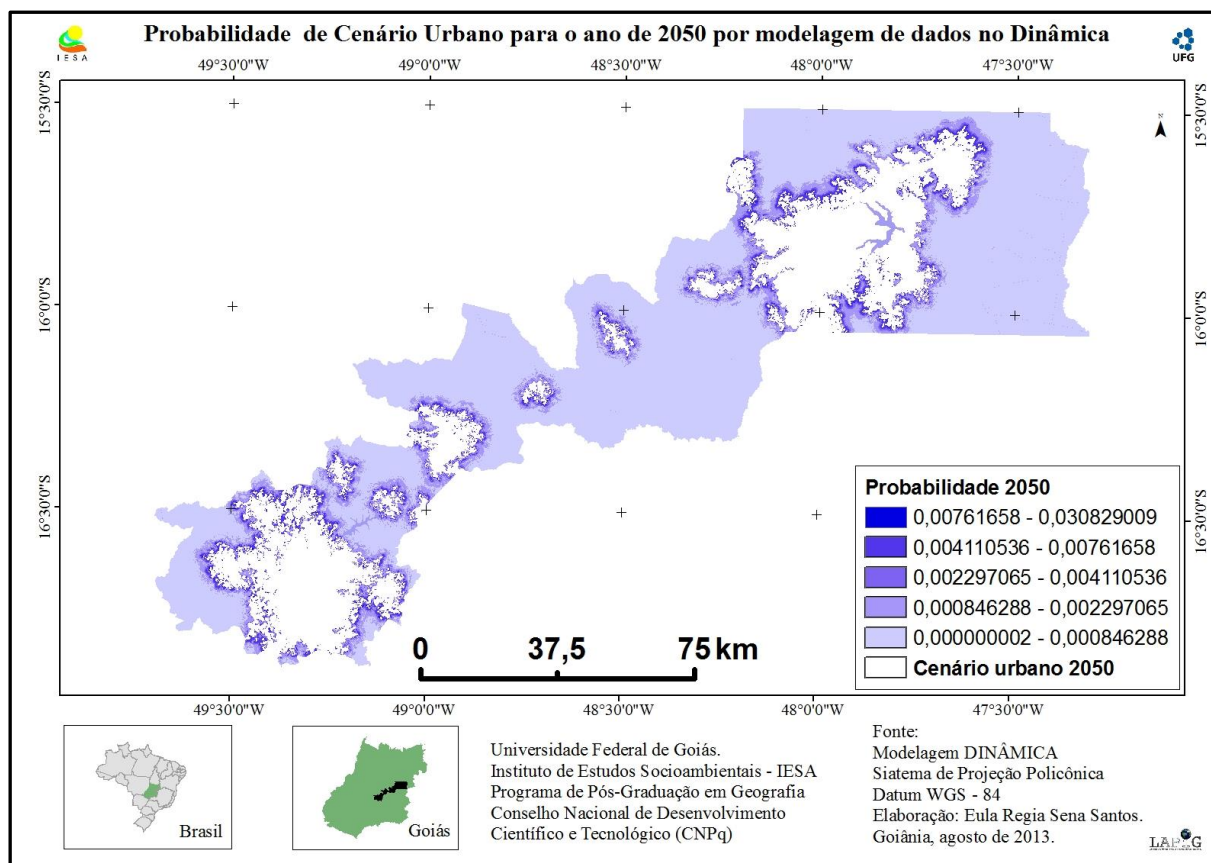 Probabilidade de Cenário Urbano para o ano de 2050 por modelagem de dados no Dinâmica
IESA
UFG
49°30'0"W 49°0'0"W 48°30'0"W 48°0'0"W 47°30'0"W
15°30'0"S
15°30'0"S
N
16°0'0"S
16°0'0"S
16°30'0"S
16°30'0"S
Probabilidade 2050
0,00761658 - 0,030829009
0,004110536 - 0,00761658
0,002297065 - 0,004110536
0,000846288 - 0,002297065
0,000000002 - 0,000846288
Cenário urbano 2050
0 37,5 75 km
49°30'0"W 49°0'0"W 48°30'0"W 48°0'0"W 47°30'0"W
Brasil
Goiás
Universidade Federal de Goiás.
Instituto de Estudos Socioambientais - IESA
Programa de Pós-Graduação em Geografia
Conselho Nacional de Desenvolvimento
Científico e Tecnológico (CNPq)
Fonte:
Modelagem DINÂMICA
Siatema de Projeção Policônica
Datum WGS - 84
Elaboração: Eula Regia Sena Santos.
Goiânia, agosto de 2013.